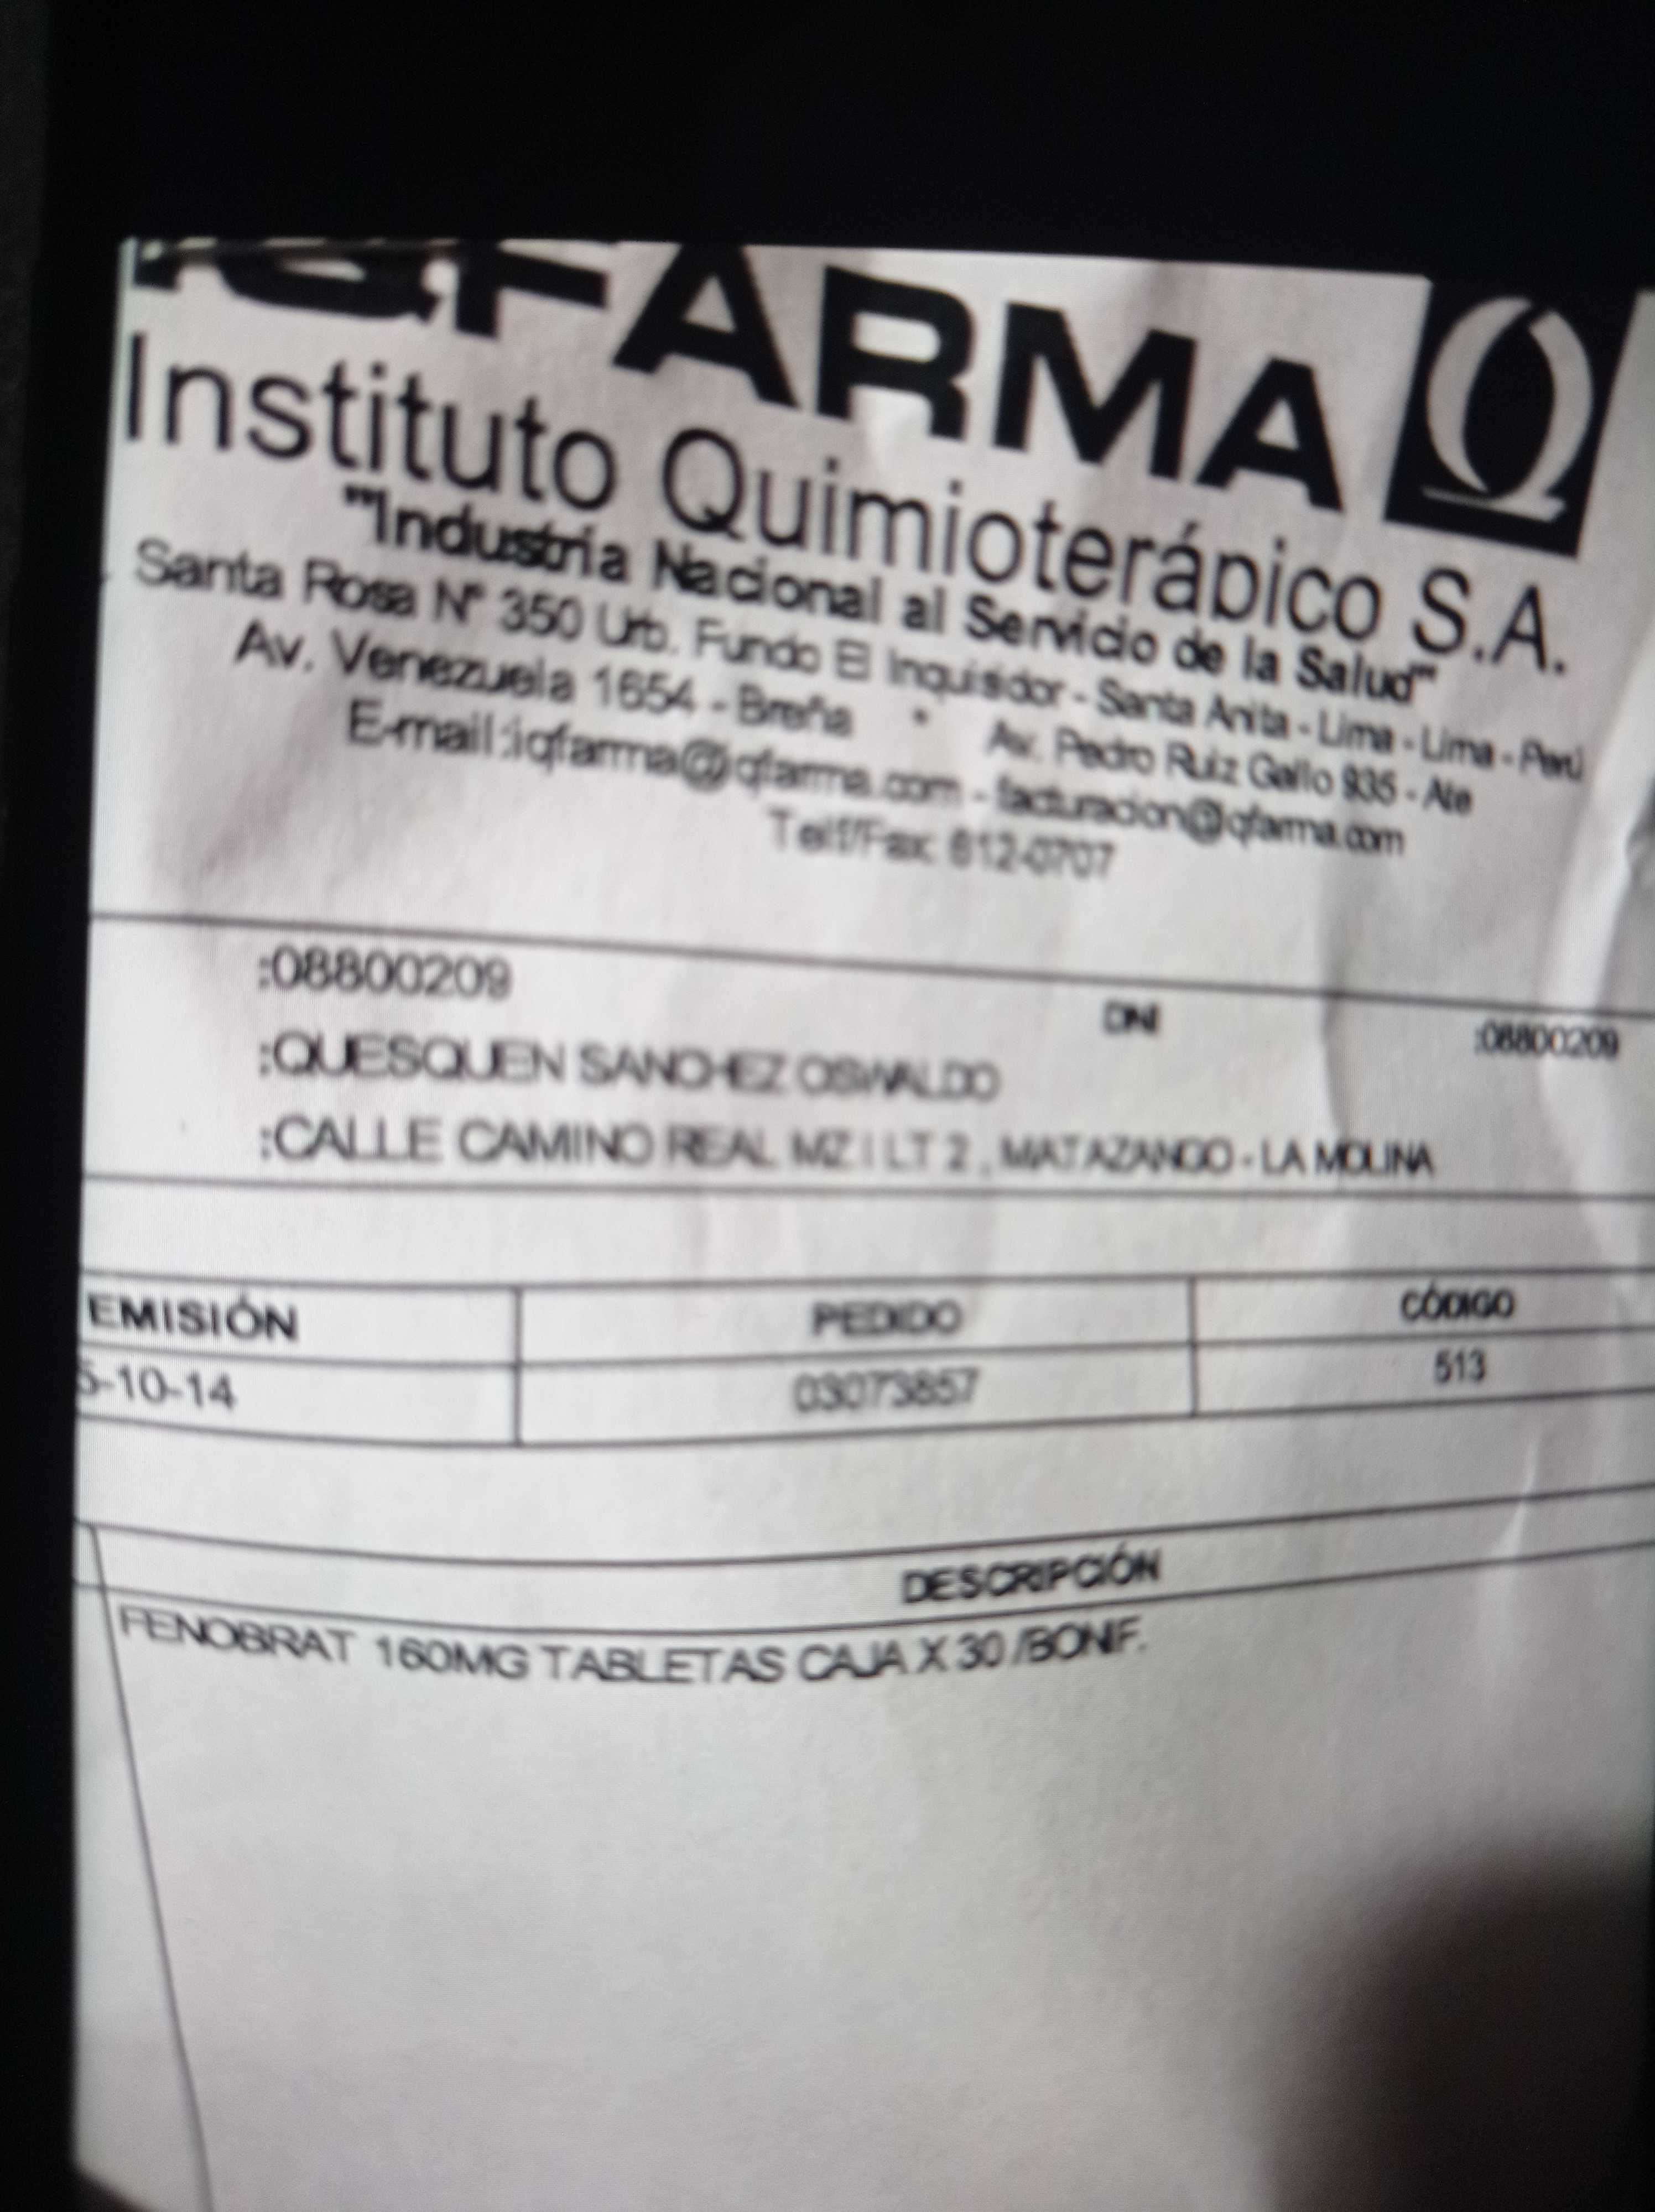 IQFARMA
Instituto Quimioterápico S.A.
"'Industria Nacional al Servicio de la Salud'"
Santa Rosa N° 350 Urb. Fundo El Inquisidor - Santa Anita - Lima - Lima - Perú
Av. Venezuela 1654 - Breña * Av. Pedro Ruiz Gallo 935 - Ate
E-mail:iqfarma@iqfarma.com - facturacion@iqfarma.com
Telf/Fax: 612-0707
:08800209 DNI :08800209
:QUESQUEN SANCHEZ OSWALDO
:CALLE CAMINO REAL MZ I LT 2 , MATAZANGO - LA MOLINA
EMISIÓN PEDIDO CÓDIGO
5-10-14 03073857 513
DESCRIPCIÓN
FENOBRAT 160MG TABLETAS CAJA X 30 /BONIF.